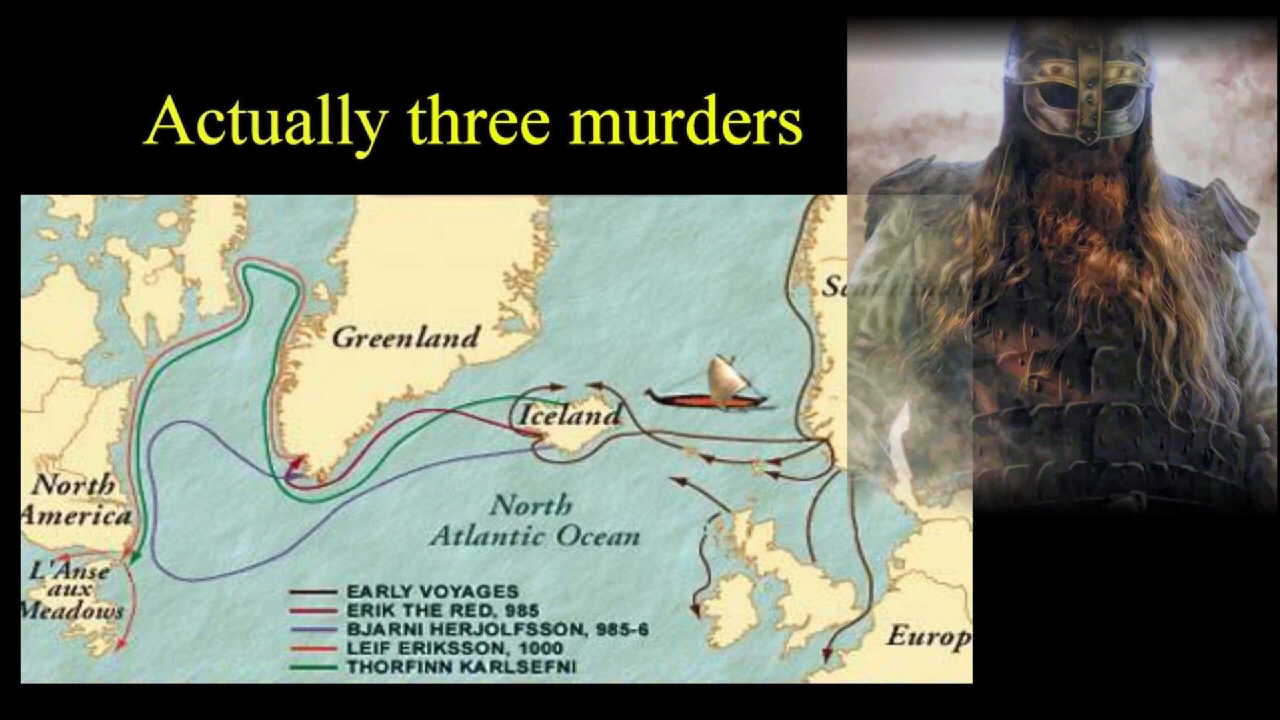 Actually three murders
Greenland
Iceland
North
America
North
Atlantic Ocean
L'Anse
aux
Meadows
EARLY VOYAGES
ERIK THE RED, 985
BJARNI HERJOLFSSON, 985-6
LEIF ERIKSSON, 1000
THORFINN KARLSEFNI
Europ